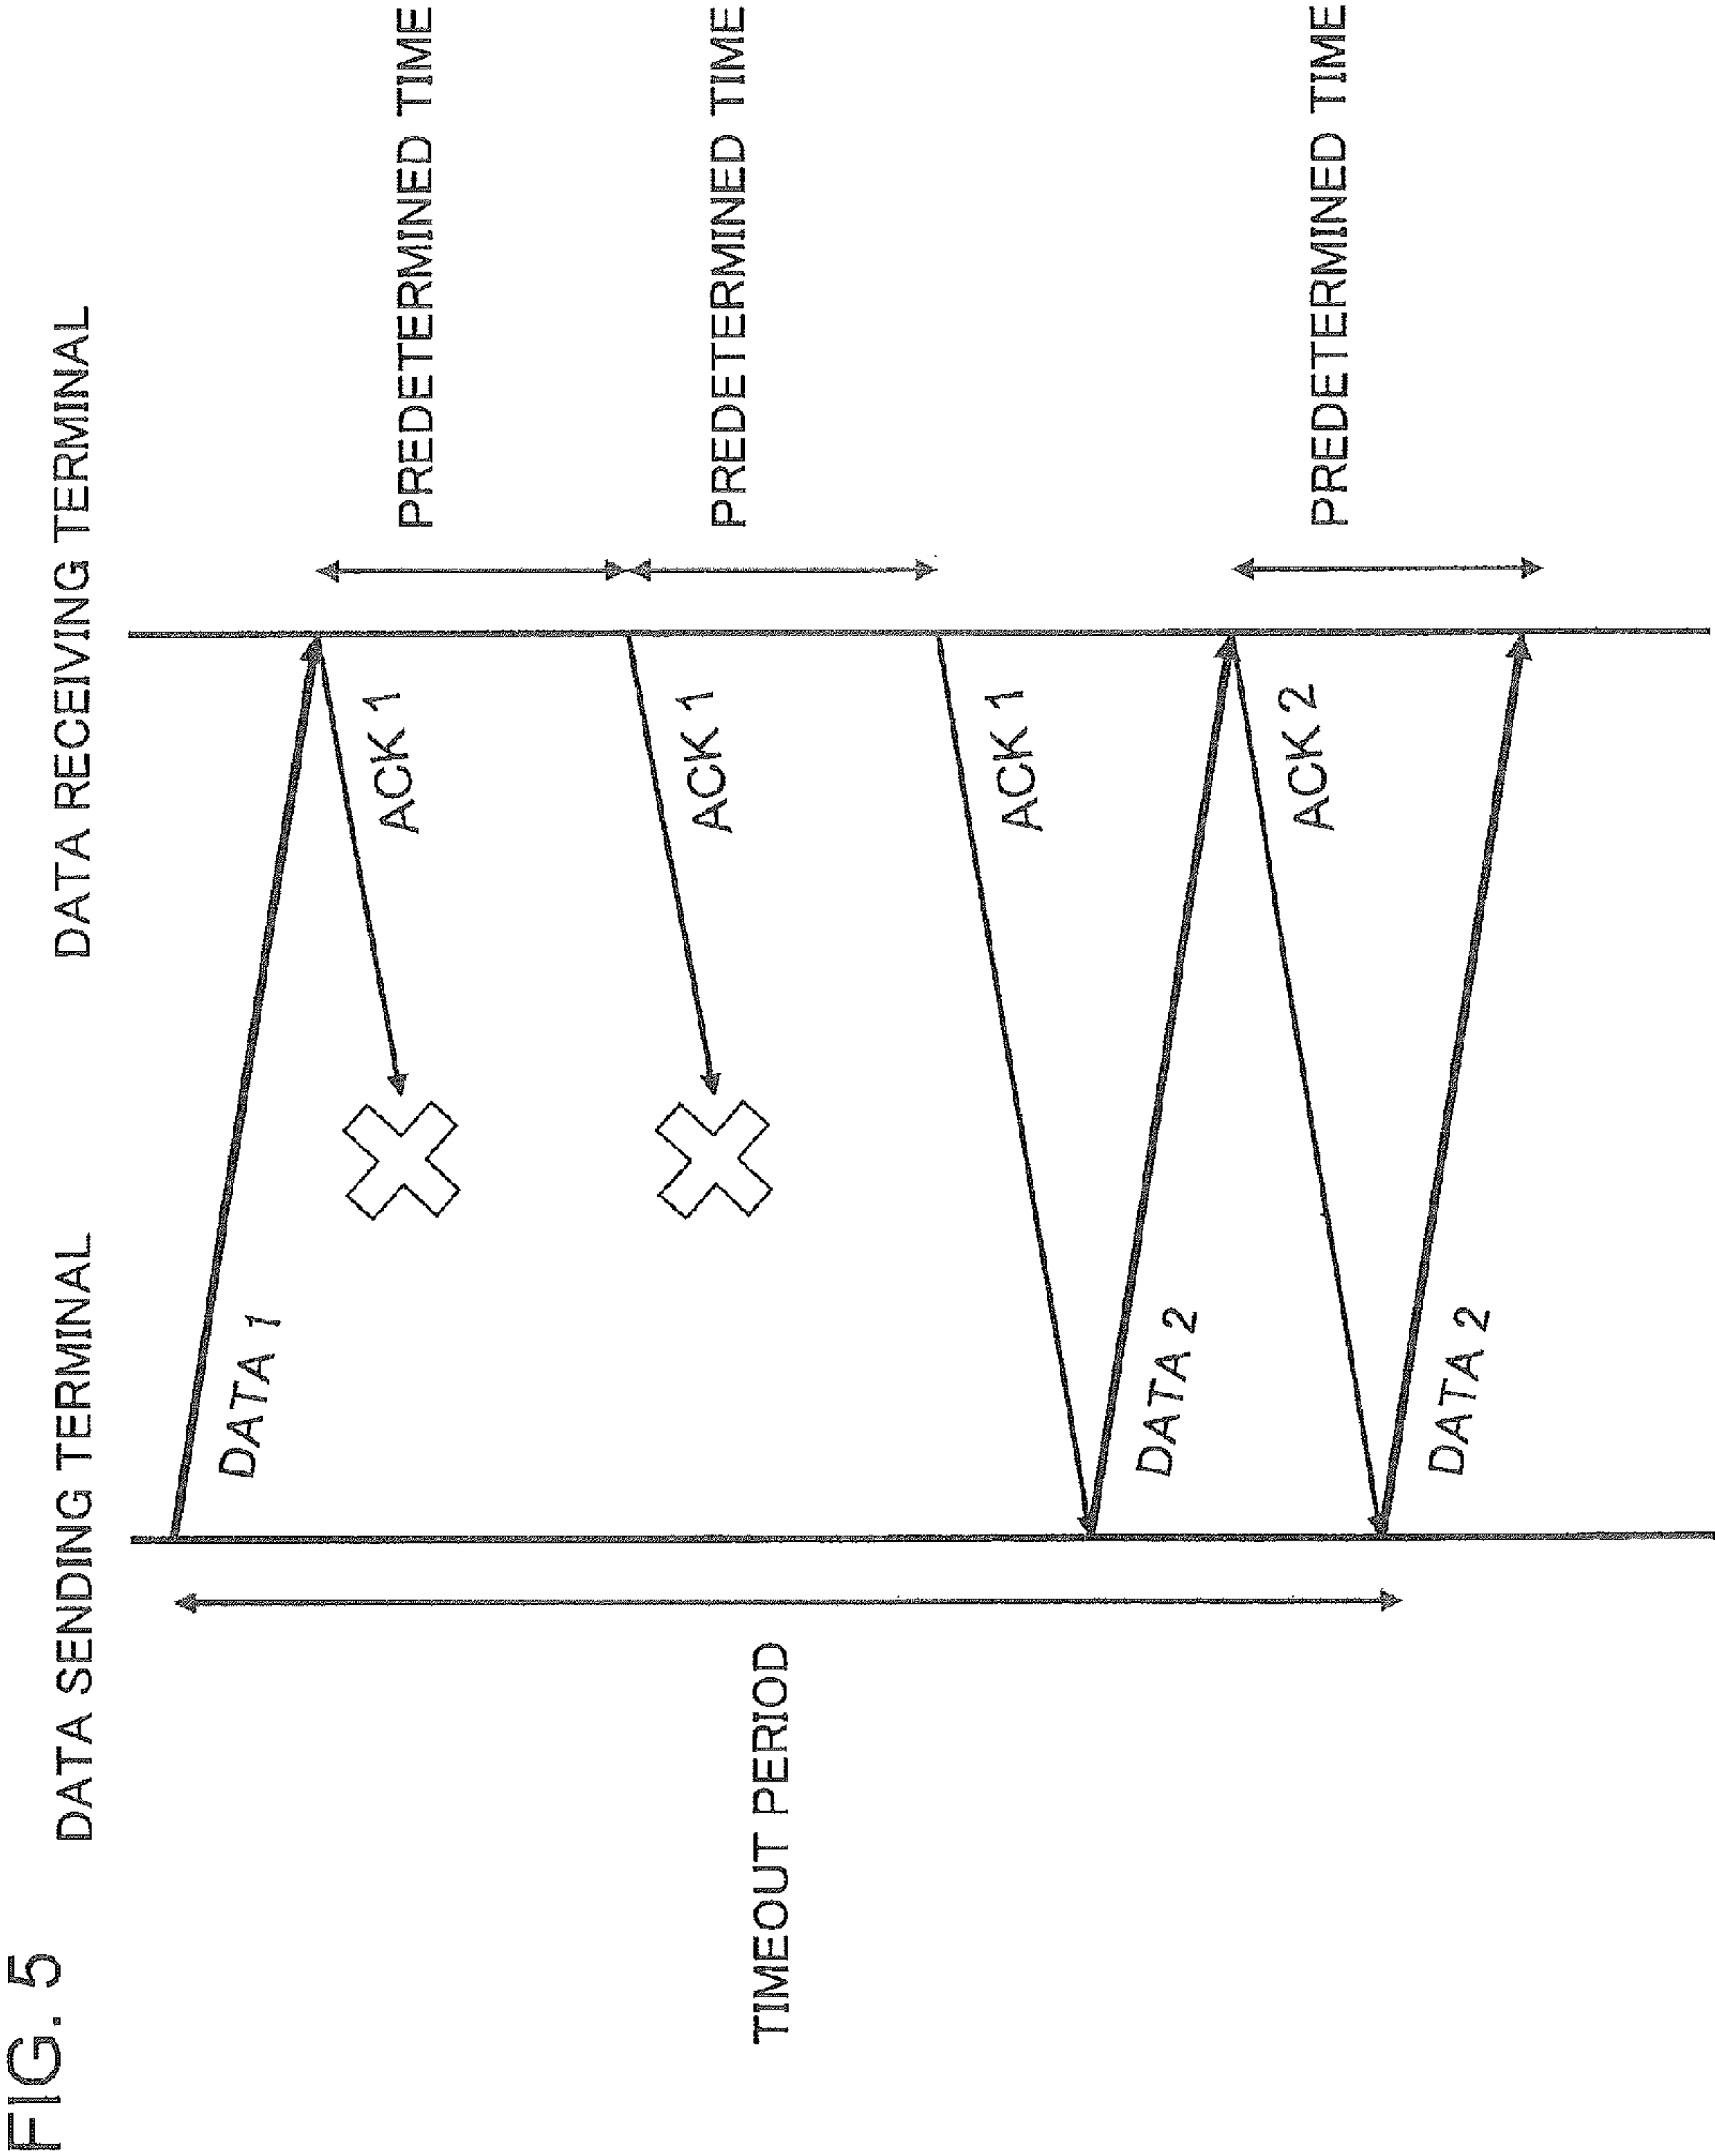 FIG. 5
DATA SENDING TERMINAL
DATA RECEIVING TERMINAL
DATA 1
ACK 1
PREDETERMINED TIME
ACK 1
PREDETERMINED TIME
TIMEOUT PERIOD
ACK 1
DATA 2
ACK 2
PREDETERMINED TIME
DATA 2